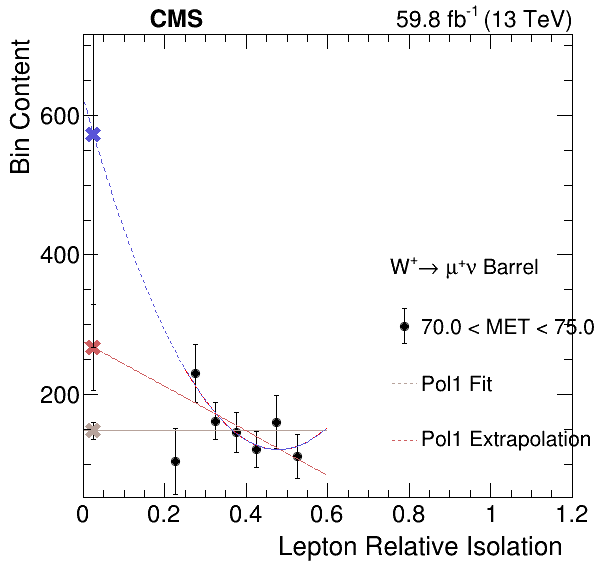 CMS 59.8 fb⁻¹ (13 TeV)
Bin Content
600
400
200
W⁺→ μ⁺ν Barrel
70.0 < MET < 75.0
Pol1 Fit
Pol1 Extrapolation
0 0.2 0.4 0.6 0.8 1 1.2
Lepton Relative Isolation